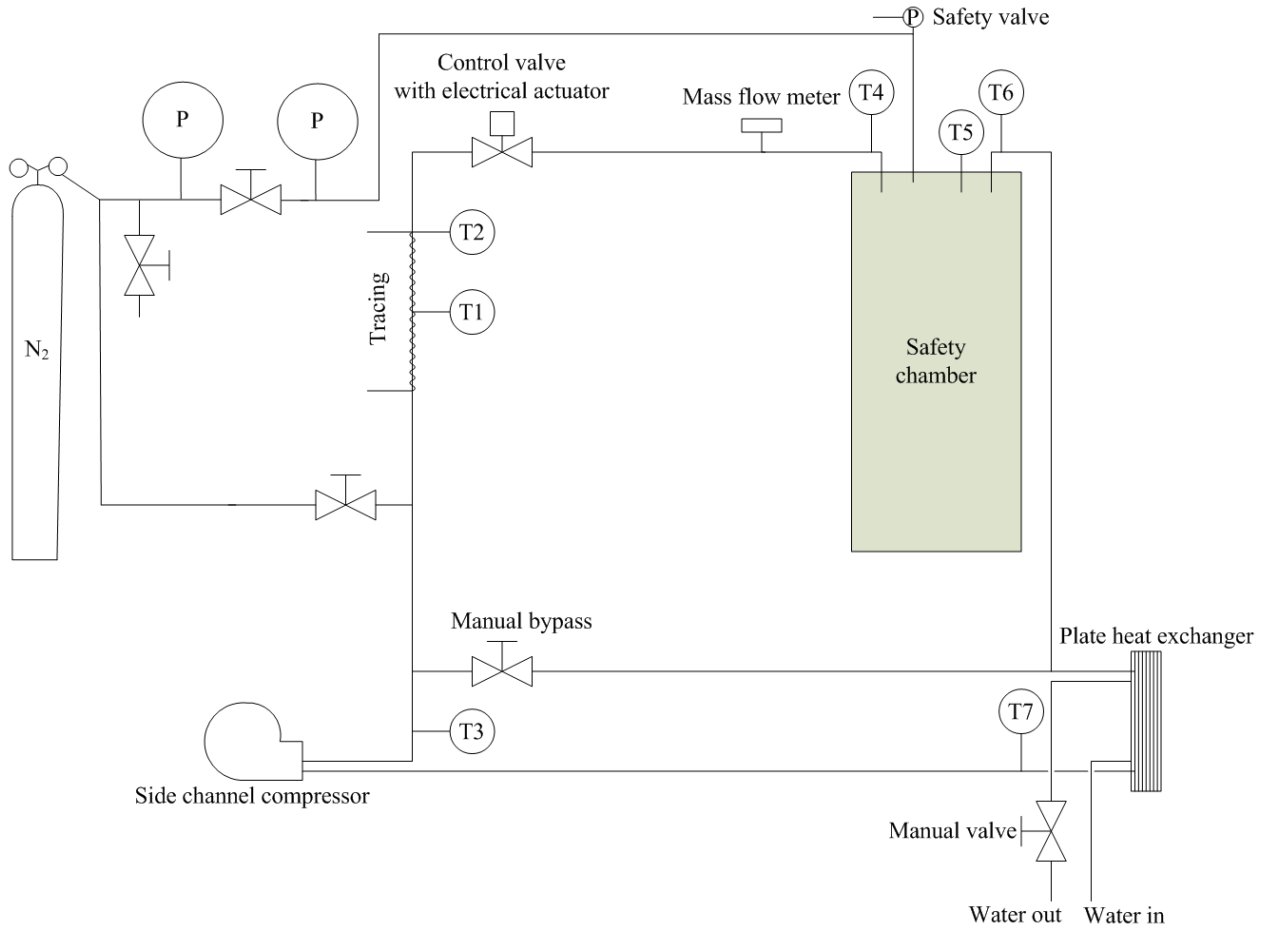 P Safety valve
Control valve
with electrical actuator
Mass flow meter
T4
T6
P
P
T5
T2
Tracing
T1
N₂
Safety
chamber
Manual bypass
Plate heat exchanger
T7
T3
Side channel compressor
Manual valve
Water out
Water in